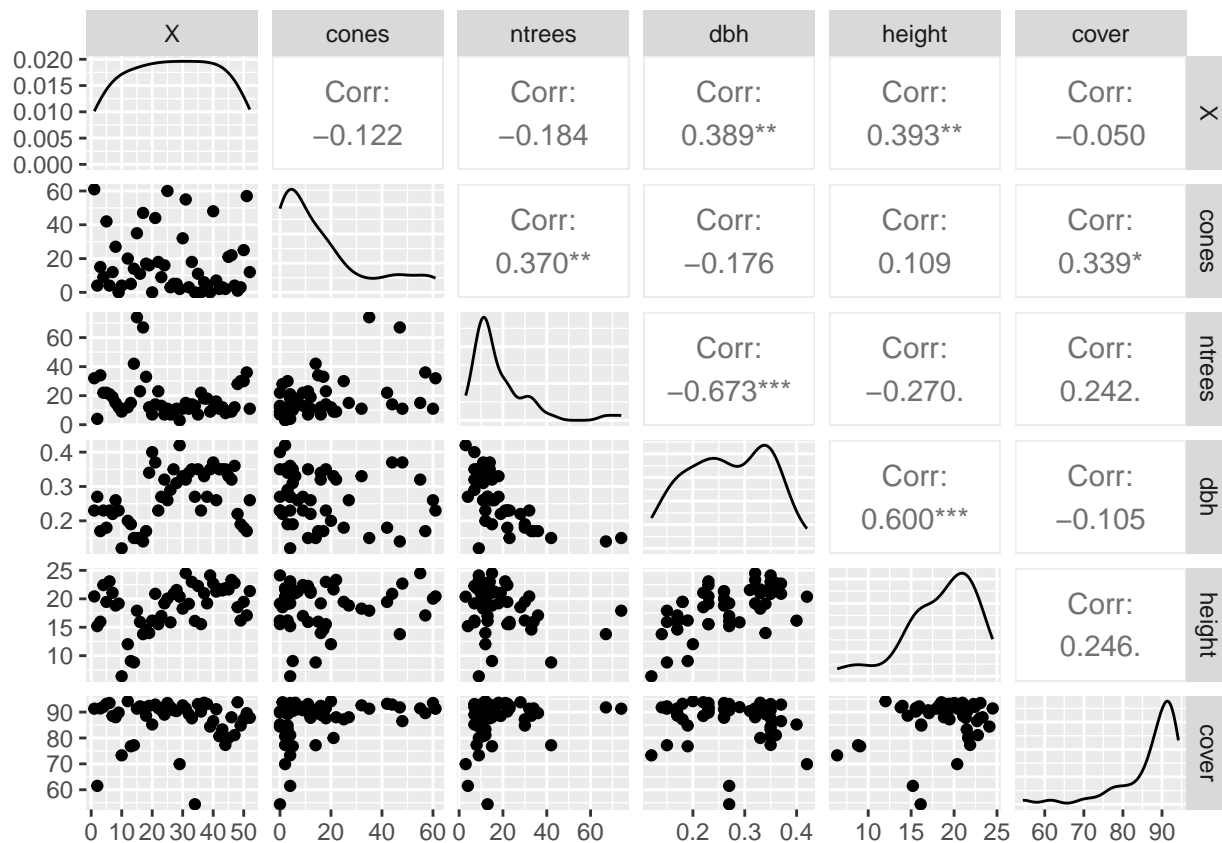 X cones ntrees dbh height cover
0.020
0.015
0.010
0.005
0.000
Corr:
−0.122
Corr:
−0.184
Corr:
0.389**
Corr:
0.393**
Corr:
−0.050
X
60
40
20
0
Corr:
0.370**
Corr:
−0.176
Corr:
0.109
Corr:
0.339*
cones
60
40
20
0
Corr:
−0.673***
Corr:
−0.270.
Corr:
0.242.
ntrees
0.4
0.3
0.2
Corr:
0.600***
Corr:
−0.105
dbh
25
20
15
10
Corr:
0.246.
height
90
80
70
60
cover
0 10 20 30 40 50 0 20 40 60 0 20 40 60 0.2 0.3 0.4 10 15 20 25 60 70 80 90